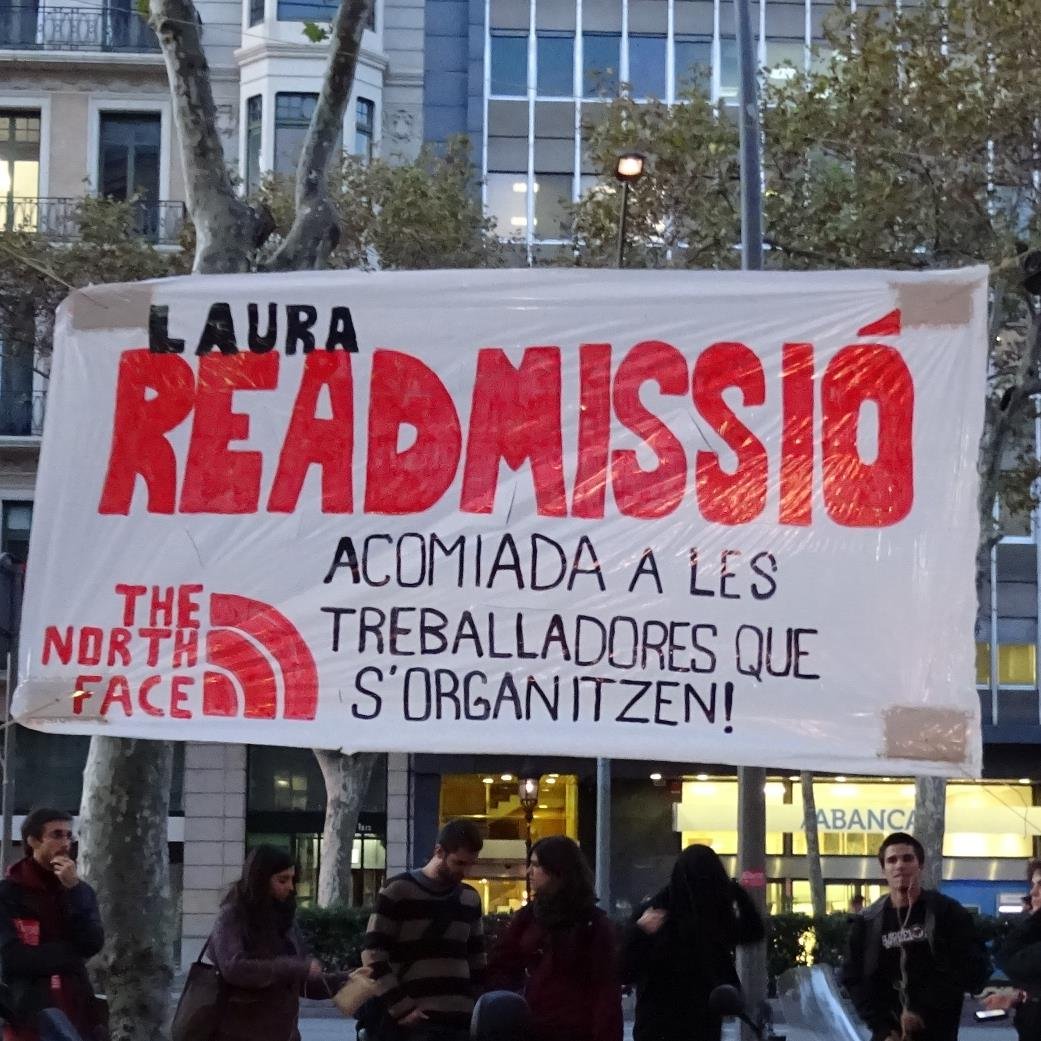 LAURA
READMISSIÓ
ACOMIADA A LES
TREBALLADORES QUE
S'ORGANITZEN!
THE
NORTH
FACE
ABANCA